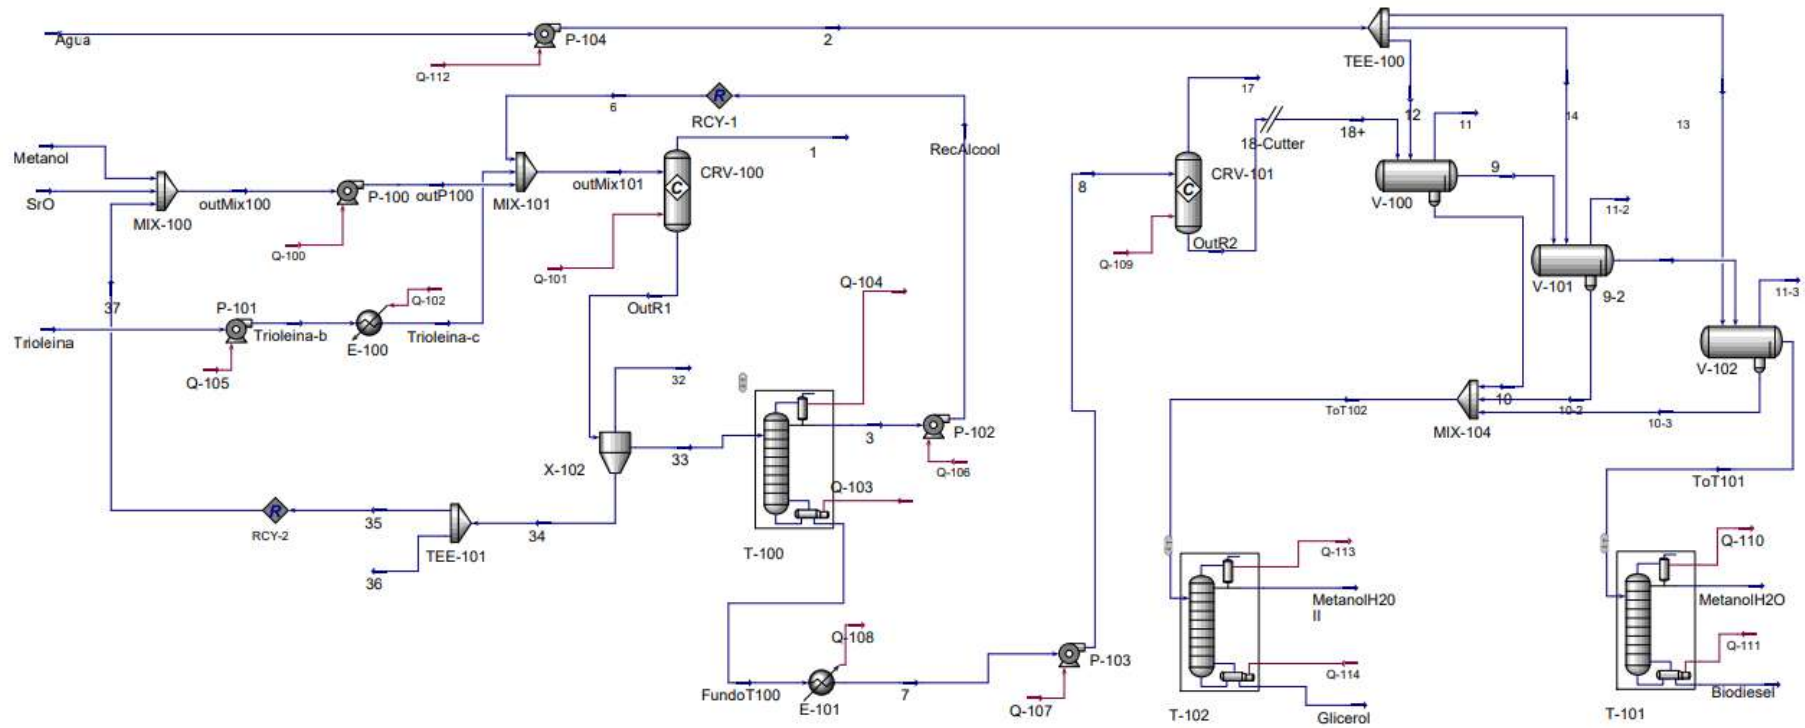 Agua
P-104
2
Q-112
TEE-100
6
RCY-1
RecAlcool
17
18-Cutter
18+
12
11
14
13
Metanol
SrO
MIX-100
outMix100
P-100
outP100
MIX-101
outMix101
1
CRV-100
Q-100
Q-101
8
CRV-101
OutR2
Q-109
V-100
9
11-2
V-101
9-2
11-3
V-102
37
Trioleina
P-101
Trioleina-b
Q-102
E-100
Trioleina-c
Q-105
OutR1
Q-104
32
X-102
33
3
P-102
Q-106
Q-103
T-100
ToT102
MIX-104
10
10-2
10-3
ToT101
RCY-2
35
TEE-101
34
36
Q-113
MetanolH20
II
Q-114
T-102
Glicerol
Q-110
MetanolH2O
Q-111
T-101
Biodiesel
FundoT100
Q-108
E-101
7
P-103
Q-107
R
R
C
C